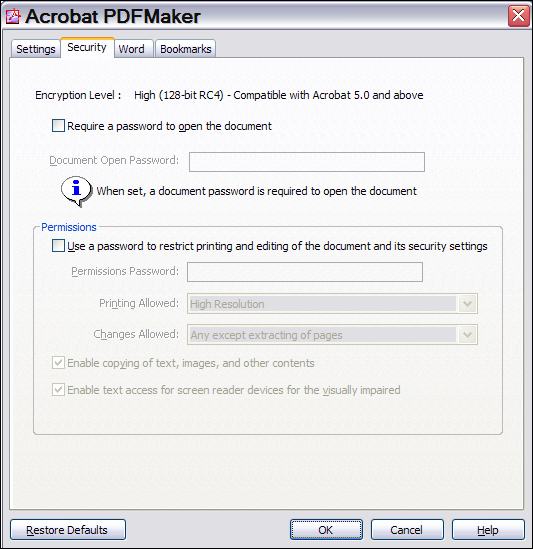 Acrobat PDFMaker
Settings Security Word Bookmarks
Encryption Level : High (128-bit RC4) - Compatible with Acrobat 5.0 and above
Require a password to open the document
Document Open Password:
When set, a document password is required to open the document
Permissions
Use a password to restrict printing and editing of the document and its security settings
Permissions Password:
Printing Allowed: High Resolution
Changes Allowed: Any except extracting of pages
Enable copying of text, images, and other contents
Enable text access for screen reader devices for the visually impaired
Restore Defaults OK Cancel Help